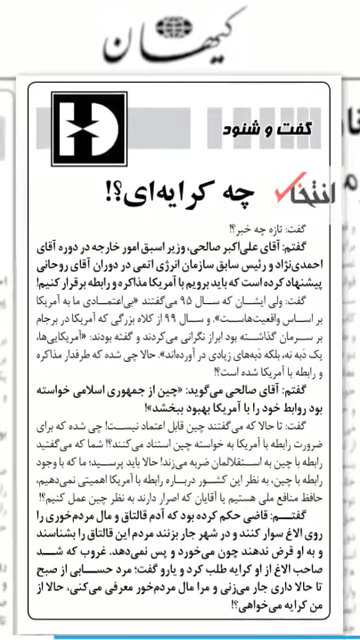 کیهان
گفت و شنود
چه کرایه‌ای؟!
انتخاب
گفت: تازه چه خبر؟!
گفتم: آقای علی‌اکبر صالحی، وزیر اسبق امور خارجه در دوره آقای
احمدی‌نژاد و رئیس سابق سازمان انرژی اتمی در دوران آقای روحانی
پیشنهاد کرده است که باید برویم با آمریکا مذاکره و رابطه برقرار کنیم!
گفت: ولی ایشان که سال ۹۵ می‌گفتند «بی‌اعتمادی ما به آمریکا
بر اساس واقعیت‌هاست». و سال ۹۹ از کلاه بزرگی که آمریکا در برجام
بر سرمان گذاشته بود ابراز نگرانی می‌کردند و گفته بودند: «آمریکایی‌ها،
یک دَبه نه، بلکه دَبه‌های زیادی در آورده‌اند». حالا چی شده که طرفدار مذاکره
و رابطه با آمریکا شده است؟!
گفتم: آقای صالحی می‌گوید: «چین از جمهوری اسلامی خواسته
بود روابط خود را با آمریکا بهبود ببخشد»!
گفت: تا حالا که می‌گفتند چین قابل اعتماد نیست! چی شده که برای
ضرورت رابطه با آمریکا به خواسته چین استناد می‌کنند؟! شما که می‌گفتید
رابطه با چین به استقلالمان ضربه می‌زند! حالا باید پرسید؛ ما که با وجود
رابطه با چین، به نظر این کشور درباره رابطه با آمریکا اهمیتی نمی‌دهیم،
حافظ منافع ملی هستیم یا آقایان که اصرار دارند به نظر چین عمل کنیم؟!
گفتم: قاضی حکم کرده بود که آدم قالتاق و مال مردم‌خوری را
روی الاغ سوار کنند و در شهر جار بزنند مردم این قالتاق را بشناسند
و به او قرض ندهند چون می‌خورد و پس نمی‌دهد. غروب که شد
صاحب الاغ از او کرایه طلب کرد و یارو گفت؛ مرد حسابی از صبح
تا حالا داری جار می‌زنی و مرا مال مردم‌خور معرفی می‌کنی، حالا از
من کرایه می‌خواهی؟!